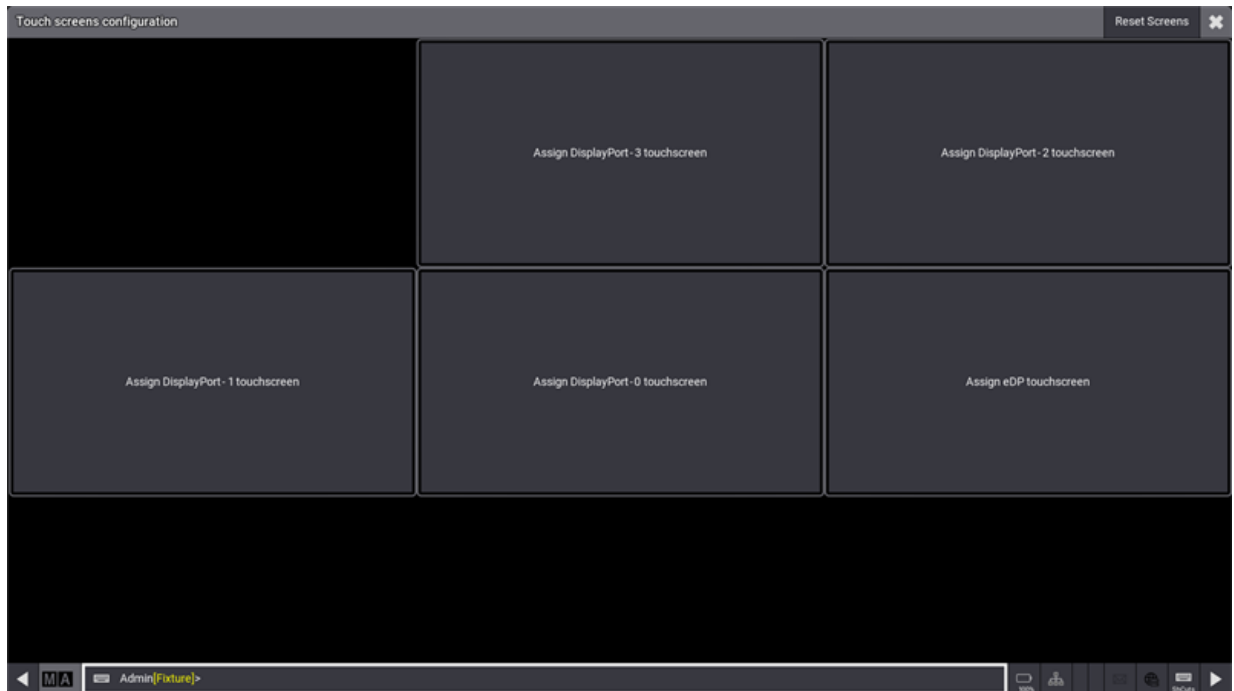 Touch screens configuration
Reset Screens
Assign DisplayPort-3 touchscreen
Assign DisplayPort-2 touchscreen
Assign DisplayPort-1 touchscreen
Assign DisplayPort-0 touchscreen
Assign eDP touchscreen
MA
Admin[Fixture]>
100%